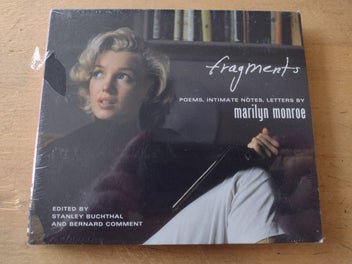 fragments
POEMS, INTIMATE NOTES, LETTERS BY
marilyn monroe
EDITED BY
STANLEY BUCHTHAL
AND BERNARD COMMENT